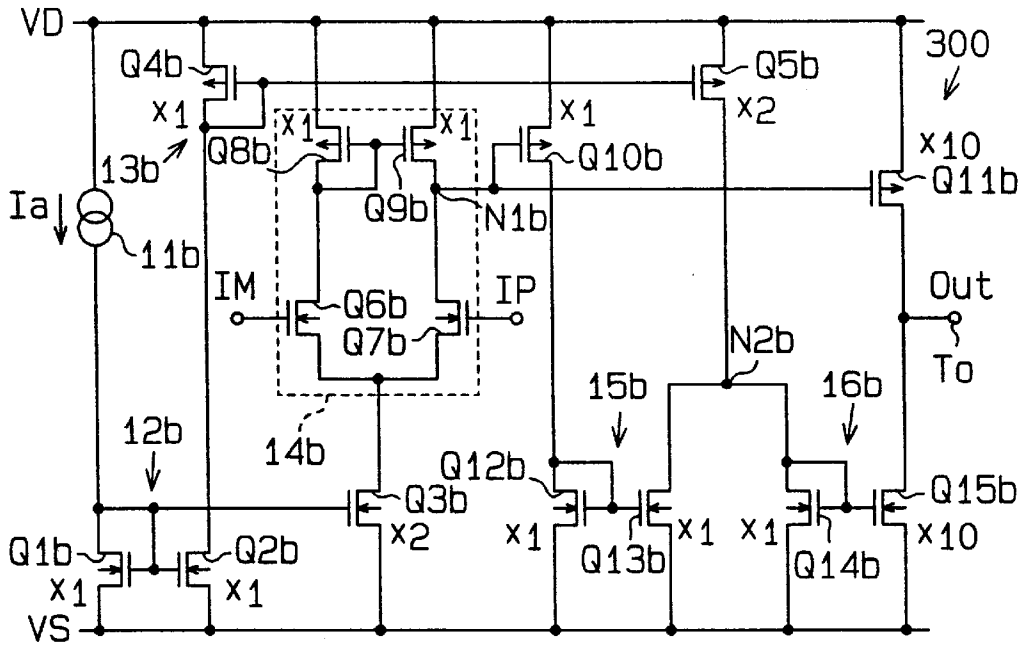 VD
300
Q4b
Q5b
x1
x1
x1
x1
x2
x10
Q8b
Q10b
Q11b
13b
Q9b
N1b
Ia
11b
IM
IP
Out
Q6b
Q7b
N2b
To
15b
16b
12b
14b
Q12b
Q3b
Q15b
x2
x1
x1
x1
x10
Q1b
Q2b
Q13b
Q14b
x1
x1
VS